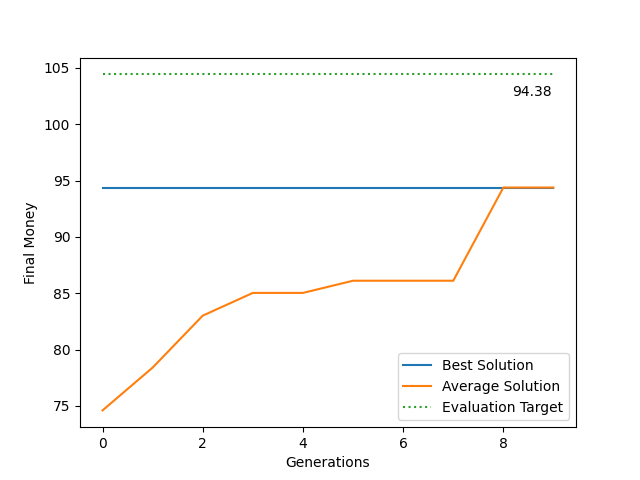 105
100
95
90
85
80
75
94.38
Final Money
Best Solution
Average Solution
Evaluation Target
0
2
4
6
8
Generations